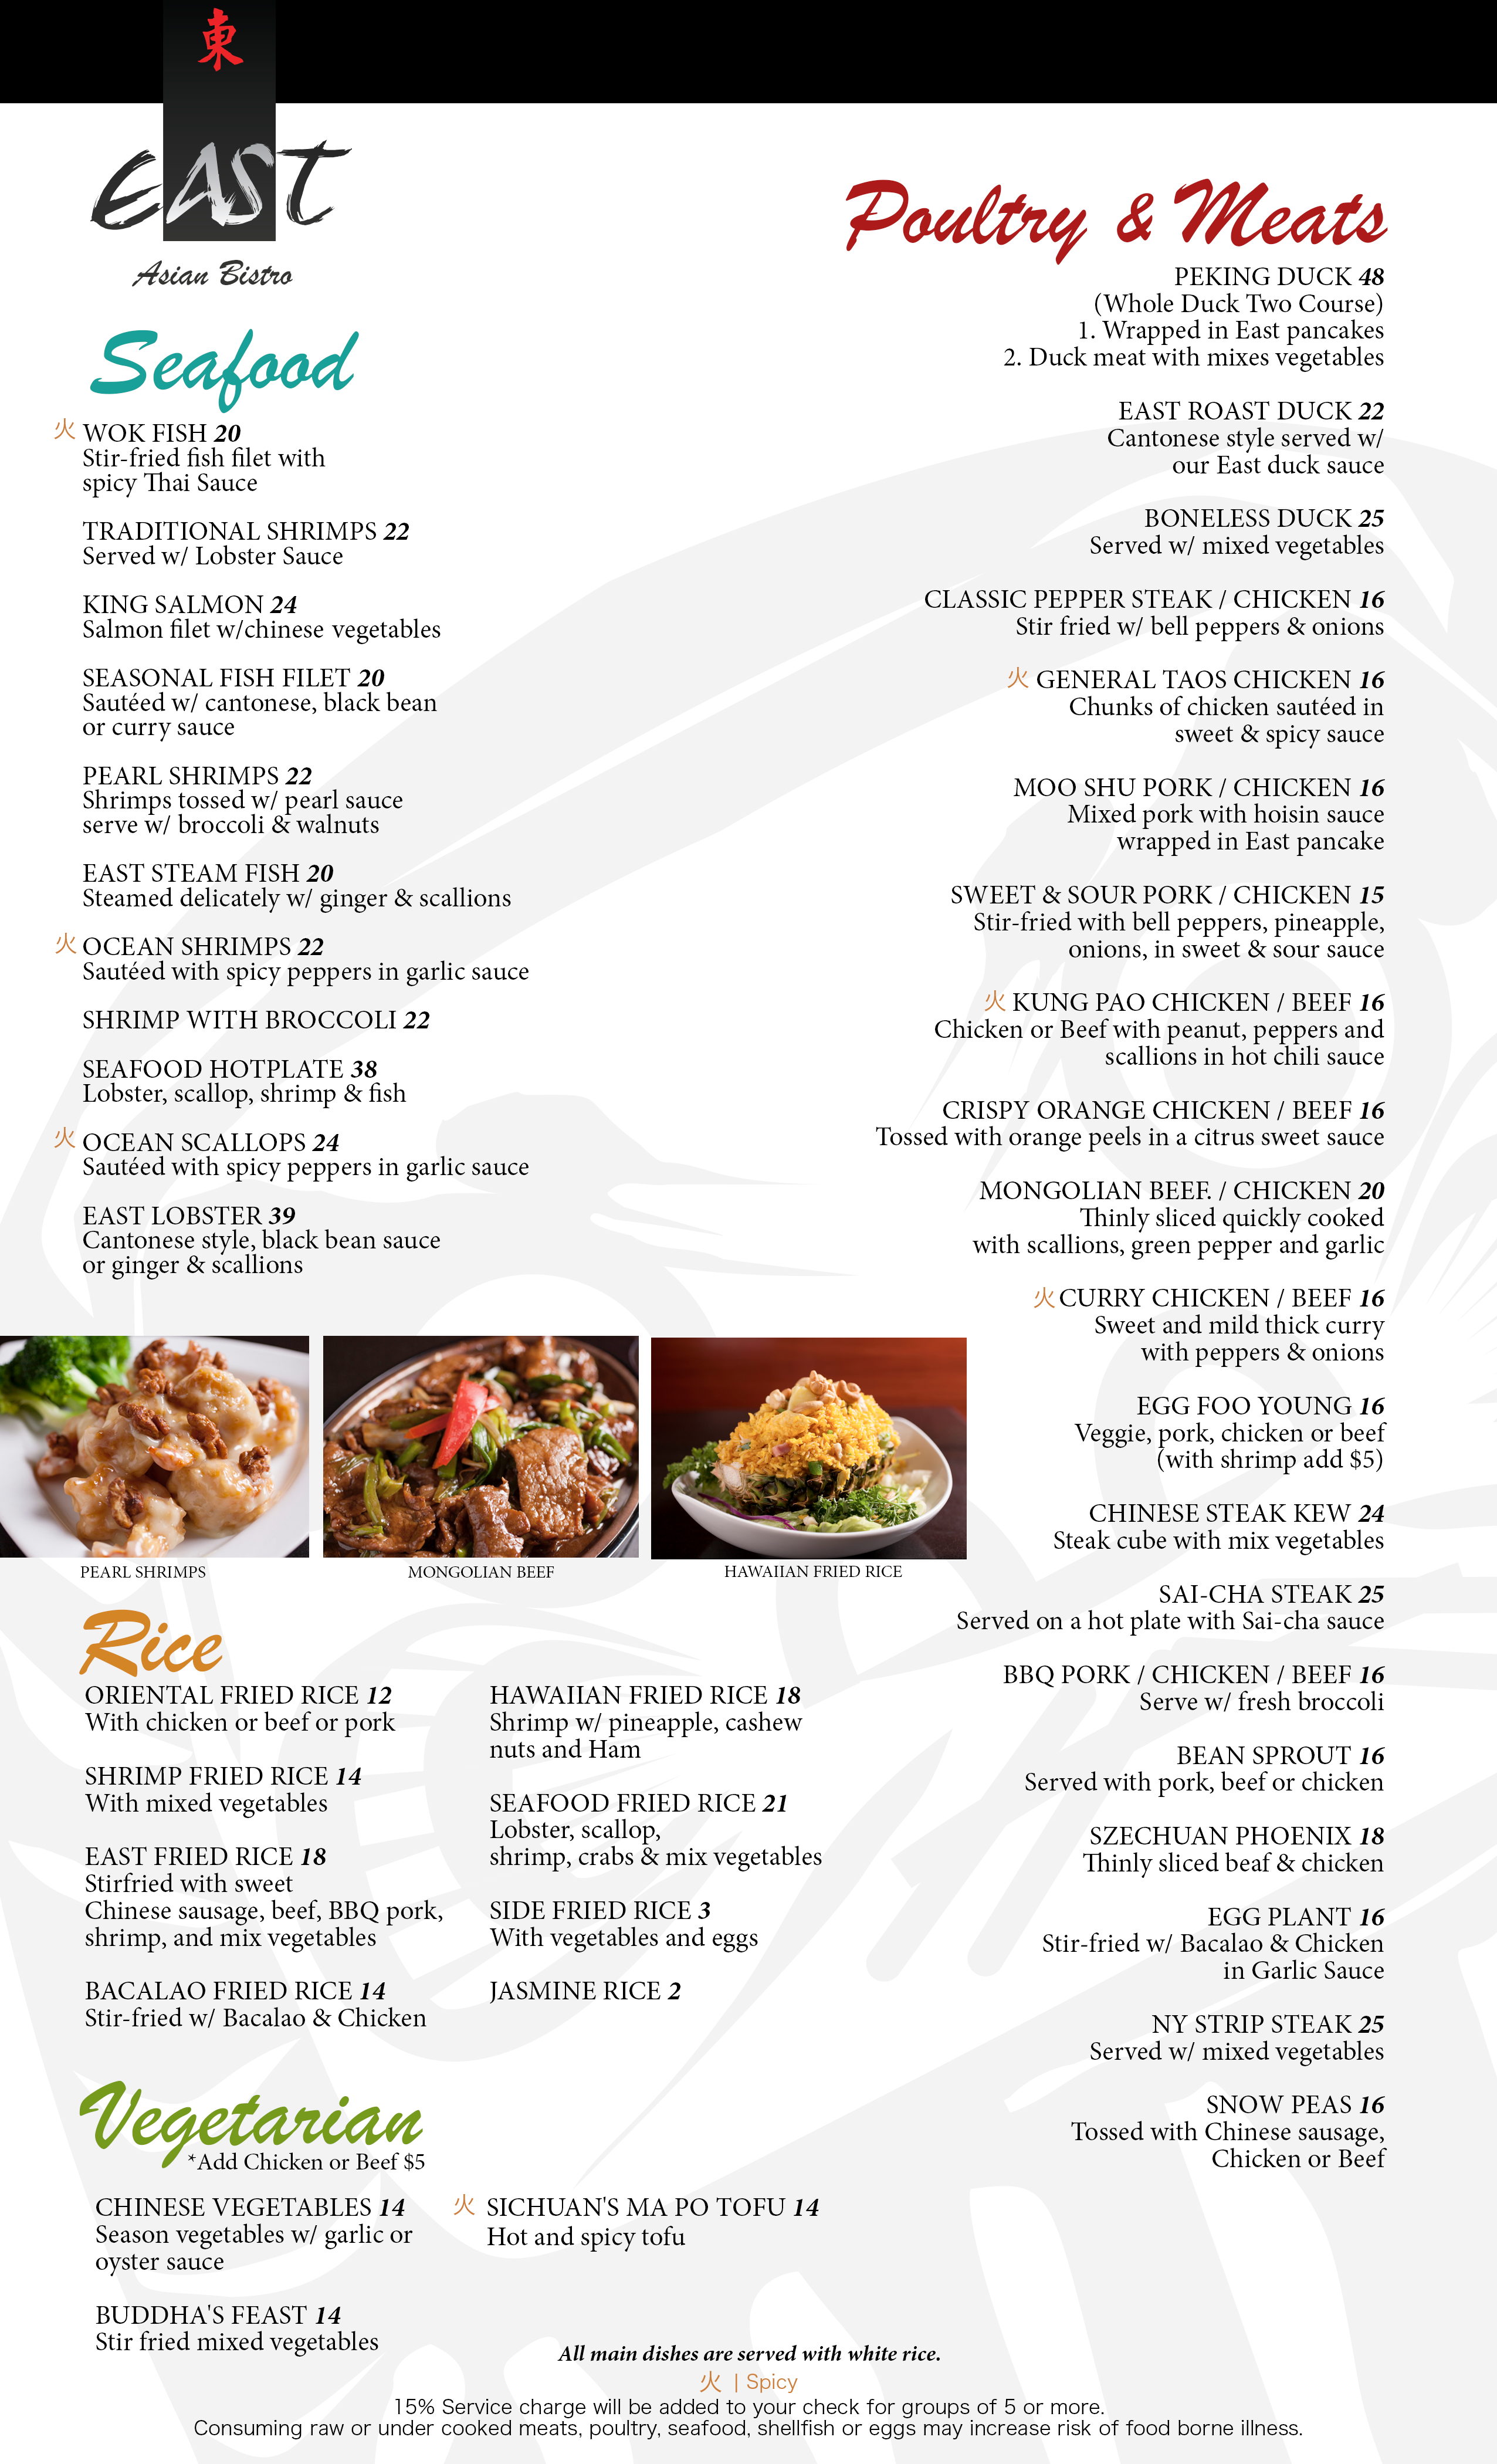 東
EAST
Asian Bistro
Seafood
火 WOK FISH 20
Stir-fried fish filet with
spicy Thai Sauce
TRADITIONAL SHRIMPS 22
Served w/ Lobster Sauce
KING SALMON 24
Salmon filet w/chinese vegetables
SEASONAL FISH FILET 20
Sautéed w/ cantonese, black bean
or curry sauce
PEARL SHRIMPS 22
Shrimps tossed w/ pearl sauce
serve w/ broccoli & walnuts
EAST STEAM FISH 20
Steamed delicately w/ ginger & scallions
火 OCEAN SHRIMPS 22
Sautéed with spicy peppers in garlic sauce
SHRIMP WITH BROCCOLI 22
SEAFOOD HOTPLATE 38
Lobster, scallop, shrimp & fish
火 OCEAN SCALLOPS 24
Sautéed with spicy peppers in garlic sauce
EAST LOBSTER 39
Cantonese style, black bean sauce
or ginger & scallions
PEARL SHRIMPS
MONGOLIAN BEEF
HAWAIIAN FRIED RICE
Rice
ORIENTAL FRIED RICE 12
With chicken or beef or pork
SHRIMP FRIED RICE 14
With mixed vegetables
EAST FRIED RICE 18
Stirfried with sweet
Chinese sausage, beef, BBQ pork,
shrimp, and mix vegetables
BACALAO FRIED RICE 14
Stir-fried w/ Bacalao & Chicken
HAWAIIAN FRIED RICE 18
Shrimp w/ pineapple, cashew
nuts and Ham
SEAFOOD FRIED RICE 21
Lobster, scallop,
shrimp, crabs & mix vegetables
SIDE FRIED RICE 3
With vegetables and eggs
JASMINE RICE 2
Vegetarian
*Add Chicken or Beef $5
CHINESE VEGETABLES 14
Season vegetables w/ garlic or
oyster sauce
BUDDHA'S FEAST 14
Stir fried mixed vegetables
火 SICHUAN'S MA PO TOFU 14
Hot and spicy tofu
Poultry & Meats
PEKING DUCK 48
(Whole Duck Two Course)
1. Wrapped in East pancakes
2. Duck meat with mixes vegetables
EAST ROAST DUCK 22
Cantonese style served w/
our East duck sauce
BONELESS DUCK 25
Served w/ mixed vegetables
CLASSIC PEPPER STEAK / CHICKEN 16
Stir fried w/ bell peppers & onions
火 GENERAL TAOS CHICKEN 16
Chunks of chicken sautéed in
sweet & spicy sauce
MOO SHU PORK / CHICKEN 16
Mixed pork with hoisin sauce
wrapped in East pancake
SWEET & SOUR PORK / CHICKEN 15
Stir-fried with bell peppers, pineapple,
onions, in sweet & sour sauce
火 KUNG PAO CHICKEN / BEEF 16
Chicken or Beef with peanut, peppers and
scallions in hot chili sauce
CRISPY ORANGE CHICKEN / BEEF 16
Tossed with orange peels in a citrus sweet sauce
MONGOLIAN BEEF. / CHICKEN 20
Thinly sliced quickly cooked
with scallions, green pepper and garlic
火 CURRY CHICKEN / BEEF 16
Sweet and mild thick curry
with peppers & onions
EGG FOO YOUNG 16
Veggie, pork, chicken or beef
(with shrimp add $5)
CHINESE STEAK KEW 24
Steak cube with mix vegetables
SAI-CHA STEAK 25
Served on a hot plate with Sai-cha sauce
BBQ PORK / CHICKEN / BEEF 16
Serve w/ fresh broccoli
BEAN SPROUT 16
Served with pork, beef or chicken
SZECHUAN PHOENIX 18
Thinly sliced beaf & chicken
EGG PLANT 16
Stir-fried w/ Bacalao & Chicken
in Garlic Sauce
NY STRIP STEAK 25
Served w/ mixed vegetables
SNOW PEAS 16
Tossed with Chinese sausage,
Chicken or Beef
All main dishes are served with white rice.
火 | Spicy
15% Service charge will be added to your check for groups of 5 or more.
Consuming raw or under cooked meats, poultry, seafood, shellfish or eggs may increase risk of food borne illness.